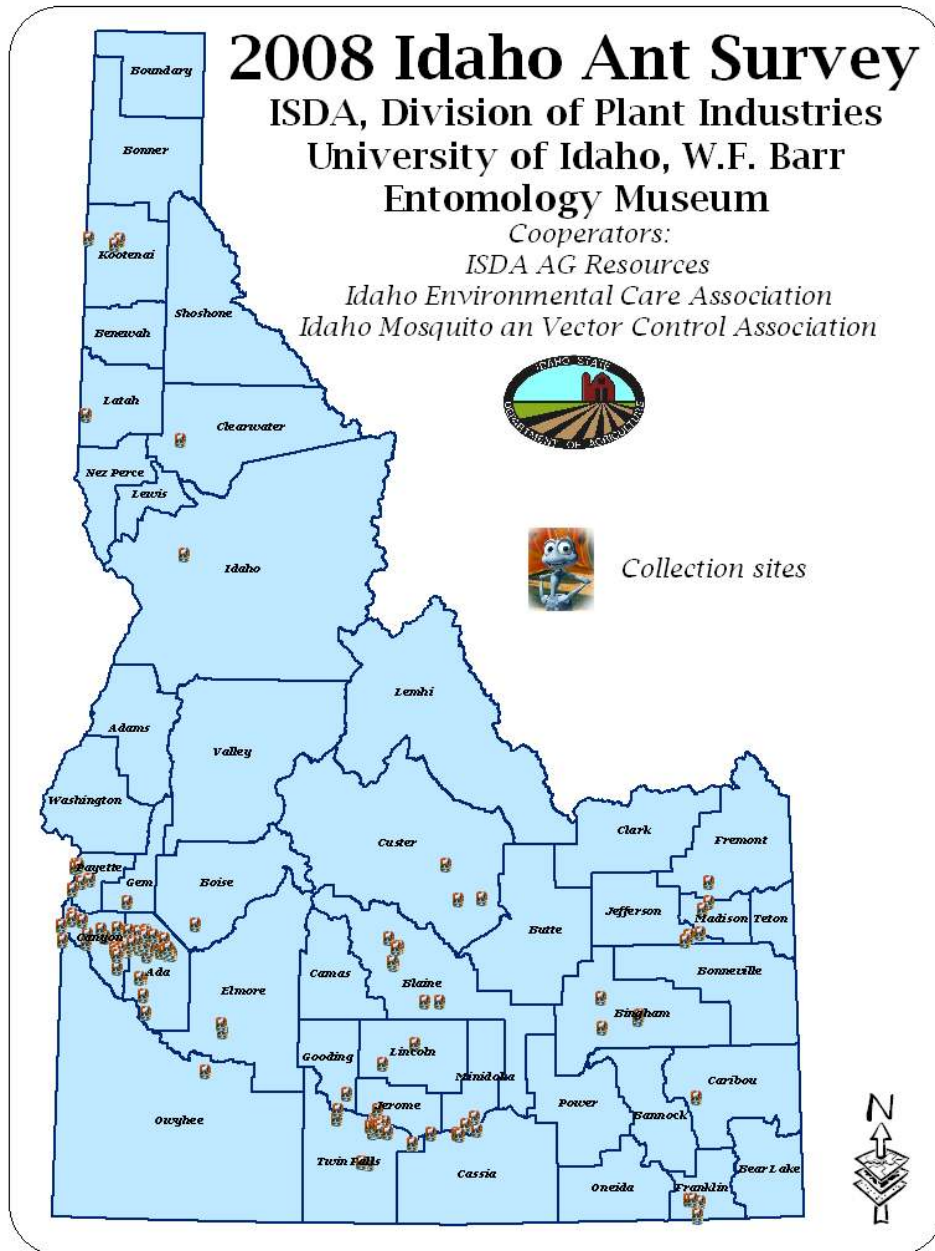 2008 Idaho Ant Survey
ISDA, Division of Plant Industries
University of Idaho, W.F. Barr
Entomology Museum
Cooperators:
ISDA AG Resources
Idaho Environmental Care Association
Idaho Mosquito an Vector Control Association
IDAHO STATE
DEPARTMENT OF AGRICULTURE
Collection sites
Boundary
Bonner
Kootenai
Shoshone
Benewah
Latah
Clearwater
Nez Perce
Lewis
Idaho
Lemhi
Adams
Valley
Washington
Clark
Fremont
Custer
Payette
Gem
Boise
Jefferson
Madison
Teton
Butte
Canyon
Ada
Bonneville
Camas
Blaine
Elmore
Bingham
Gooding
Lincoln
Minidoka
Caribou
Jerome
Power
Bannock
Owyhee
Twin Falls
Cassia
Oneida
Franklin
Bear Lake
N